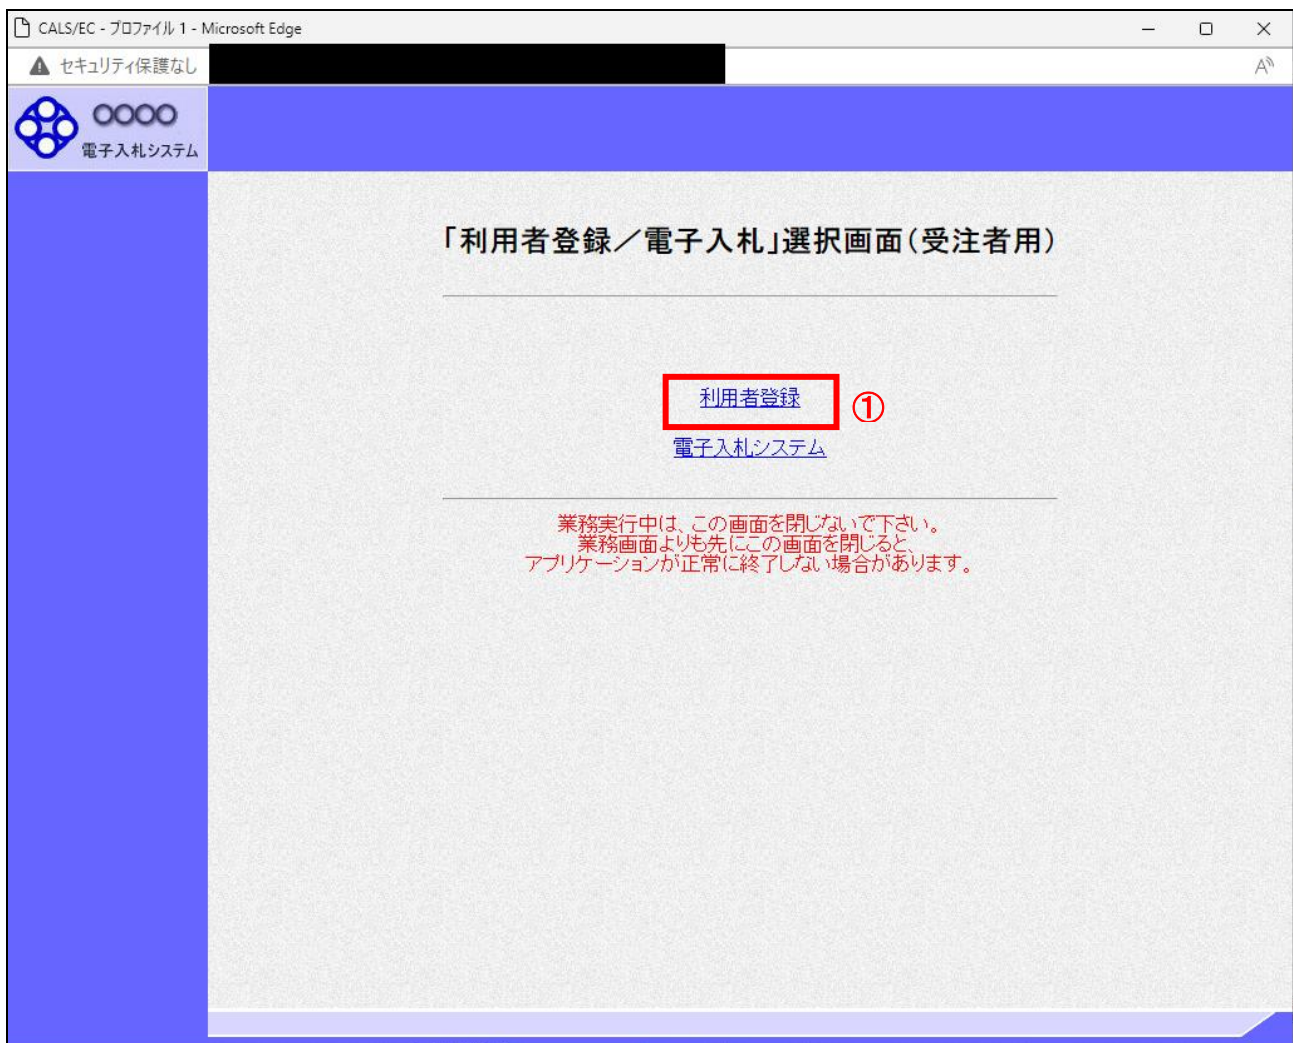 CALS/EC - プロファイル 1 - Microsoft Edge
セキュリティ保護なし
○○○○
電子入札システム
「利用者登録／電子入札」選択画面(受注者用)
利用者登録
①
電子入札システム
業務実行中は、この画面を閉じないで下さい。
業務画面よりも先にこの画面を閉じると、
アプリケーションが正常に終了しない場合があります。